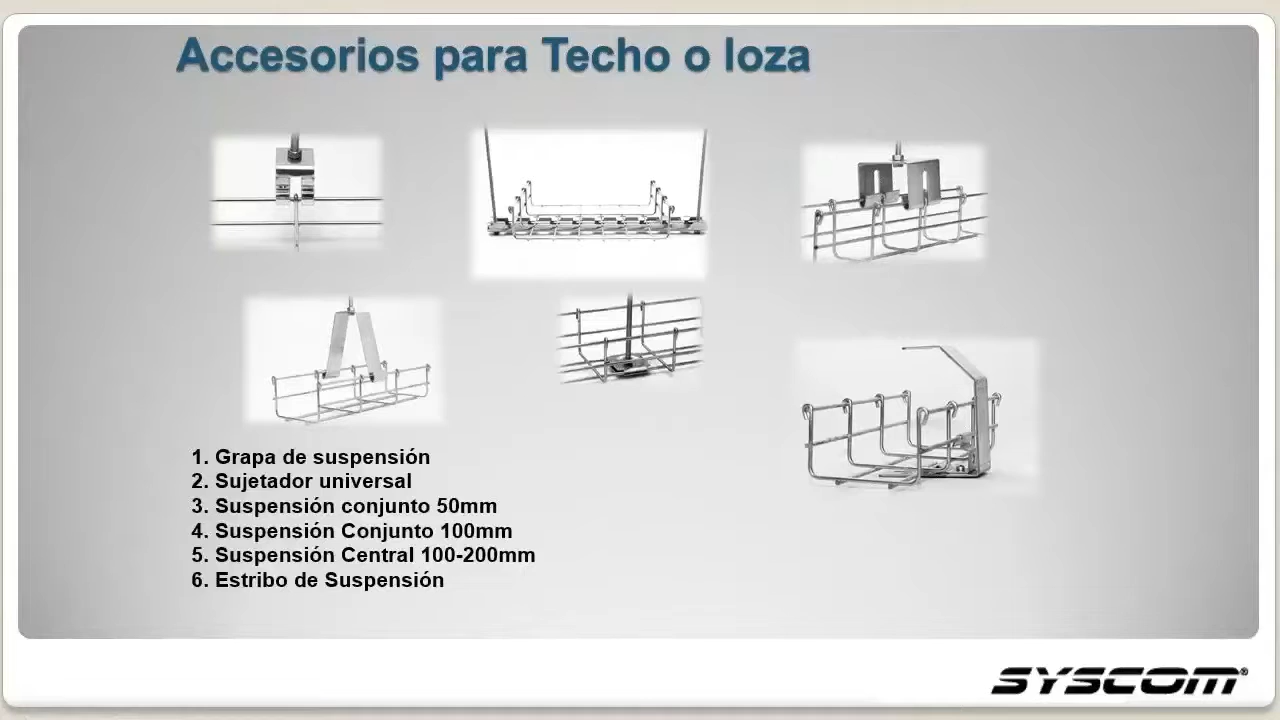 Accesorios para Techo o loza
1. Grapa de suspensión
2. Sujetador universal
3. Suspensión conjunto 50mm
4. Suspensión Conjunto 100mm
5. Suspensión Central 100-200mm
6. Estribo de Suspensión
SYSCOM®